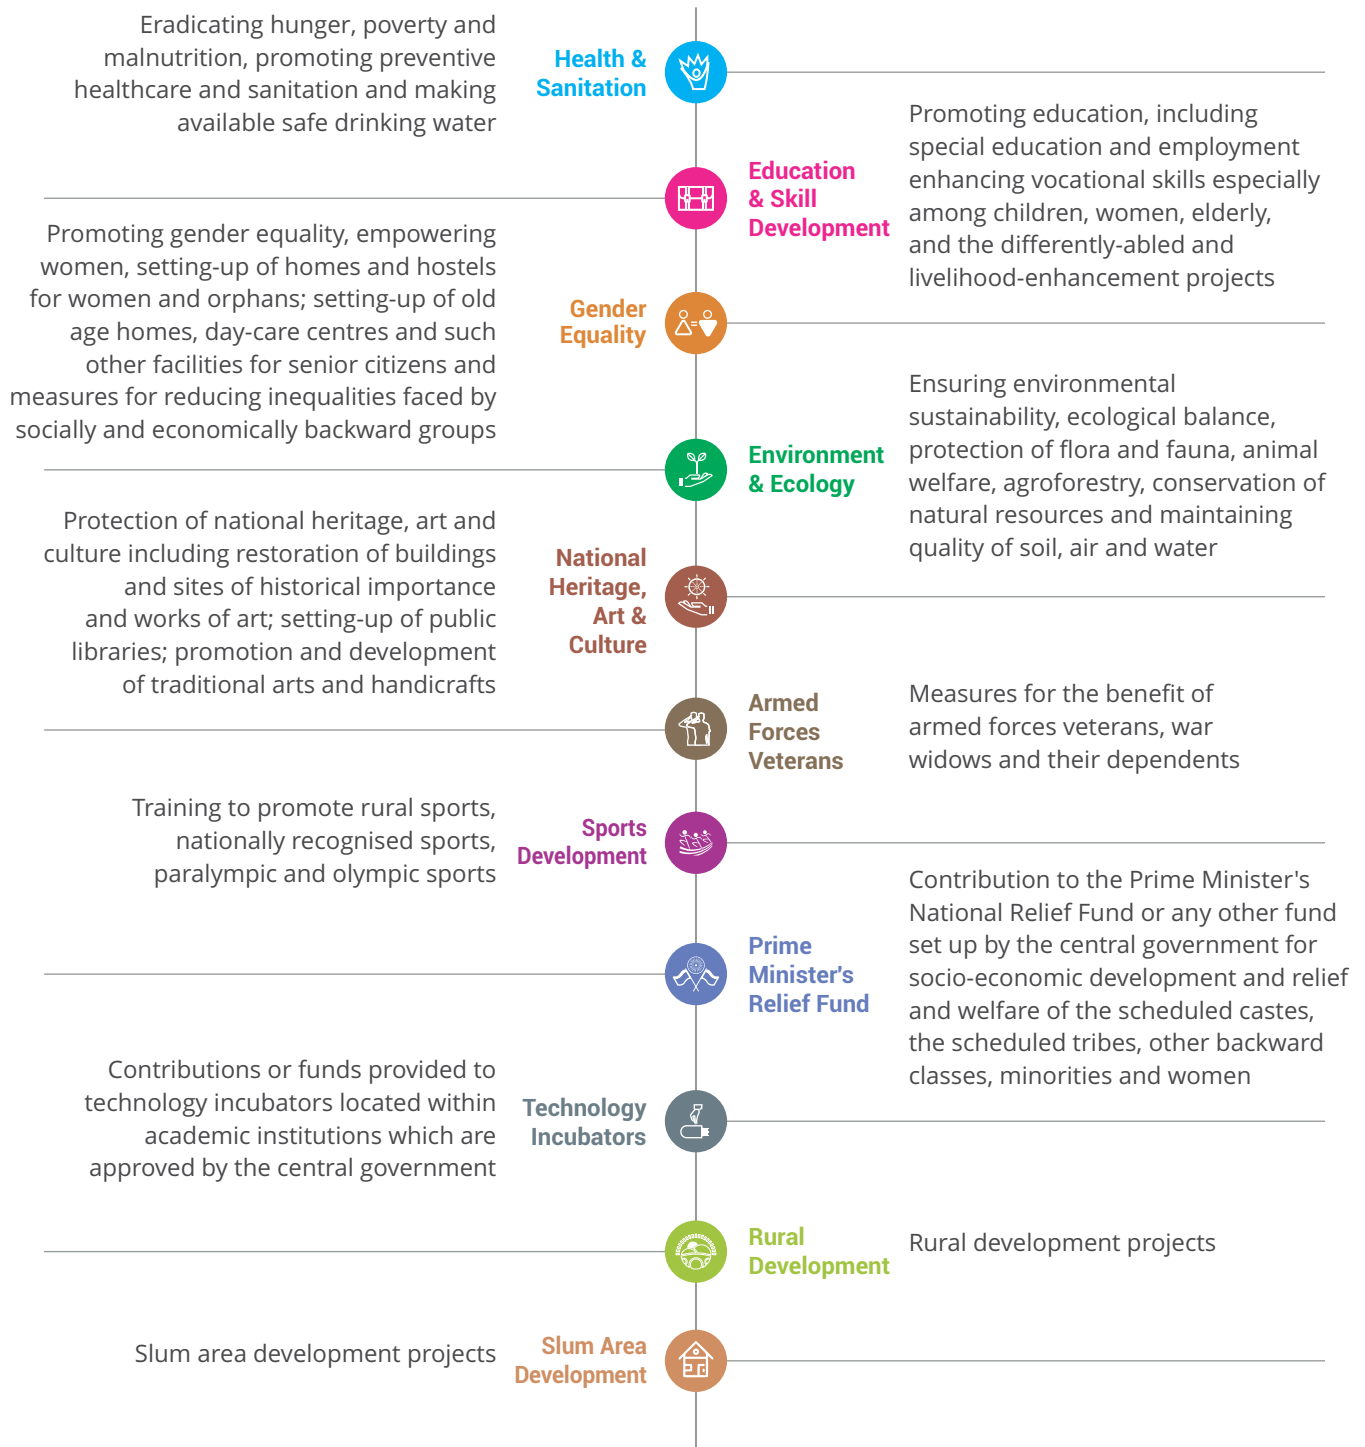 Eradicating hunger, poverty and
malnutrition, promoting preventive
healthcare and sanitation and making
available safe drinking water
Health &
Sanitation
Education
& Skill
Development
Promoting education, including
special education and employment
enhancing vocational skills especially
among children, women, elderly,
and the differently-abled and
livelihood-enhancement projects
Promoting gender equality, empowering
women, setting-up of homes and hostels
for women and orphans; setting-up of old
age homes, day-care centres and such
other facilities for senior citizens and
measures for reducing inequalities faced by
socially and economically backward groups
Gender
Equality
Environment
& Ecology
Ensuring environmental
sustainability, ecological balance,
protection of flora and fauna, animal
welfare, agroforestry, conservation of
natural resources and maintaining
quality of soil, air and water
Protection of national heritage, art and
culture including restoration of buildings
and sites of historical importance
and works of art; setting-up of public
libraries; promotion and development
of traditional arts and handicrafts
National
Heritage,
Art &
Culture
Armed
Forces
Veterans
Measures for the benefit of
armed forces veterans, war
widows and their dependents
Training to promote rural sports,
nationally recognised sports,
paralympic and olympic sports
Sports
Development
Prime
Minister's
Relief Fund
Contribution to the Prime Minister's
National Relief Fund or any other fund
set up by the central government for
socio-economic development and relief
and welfare of the scheduled castes,
the scheduled tribes, other backward
classes, minorities and women
Contributions or funds provided to
technology incubators located within
academic institutions which are
approved by the central government
Technology
Incubators
Rural
Development
Rural development projects
Slum area development projects
Slum Area
Development